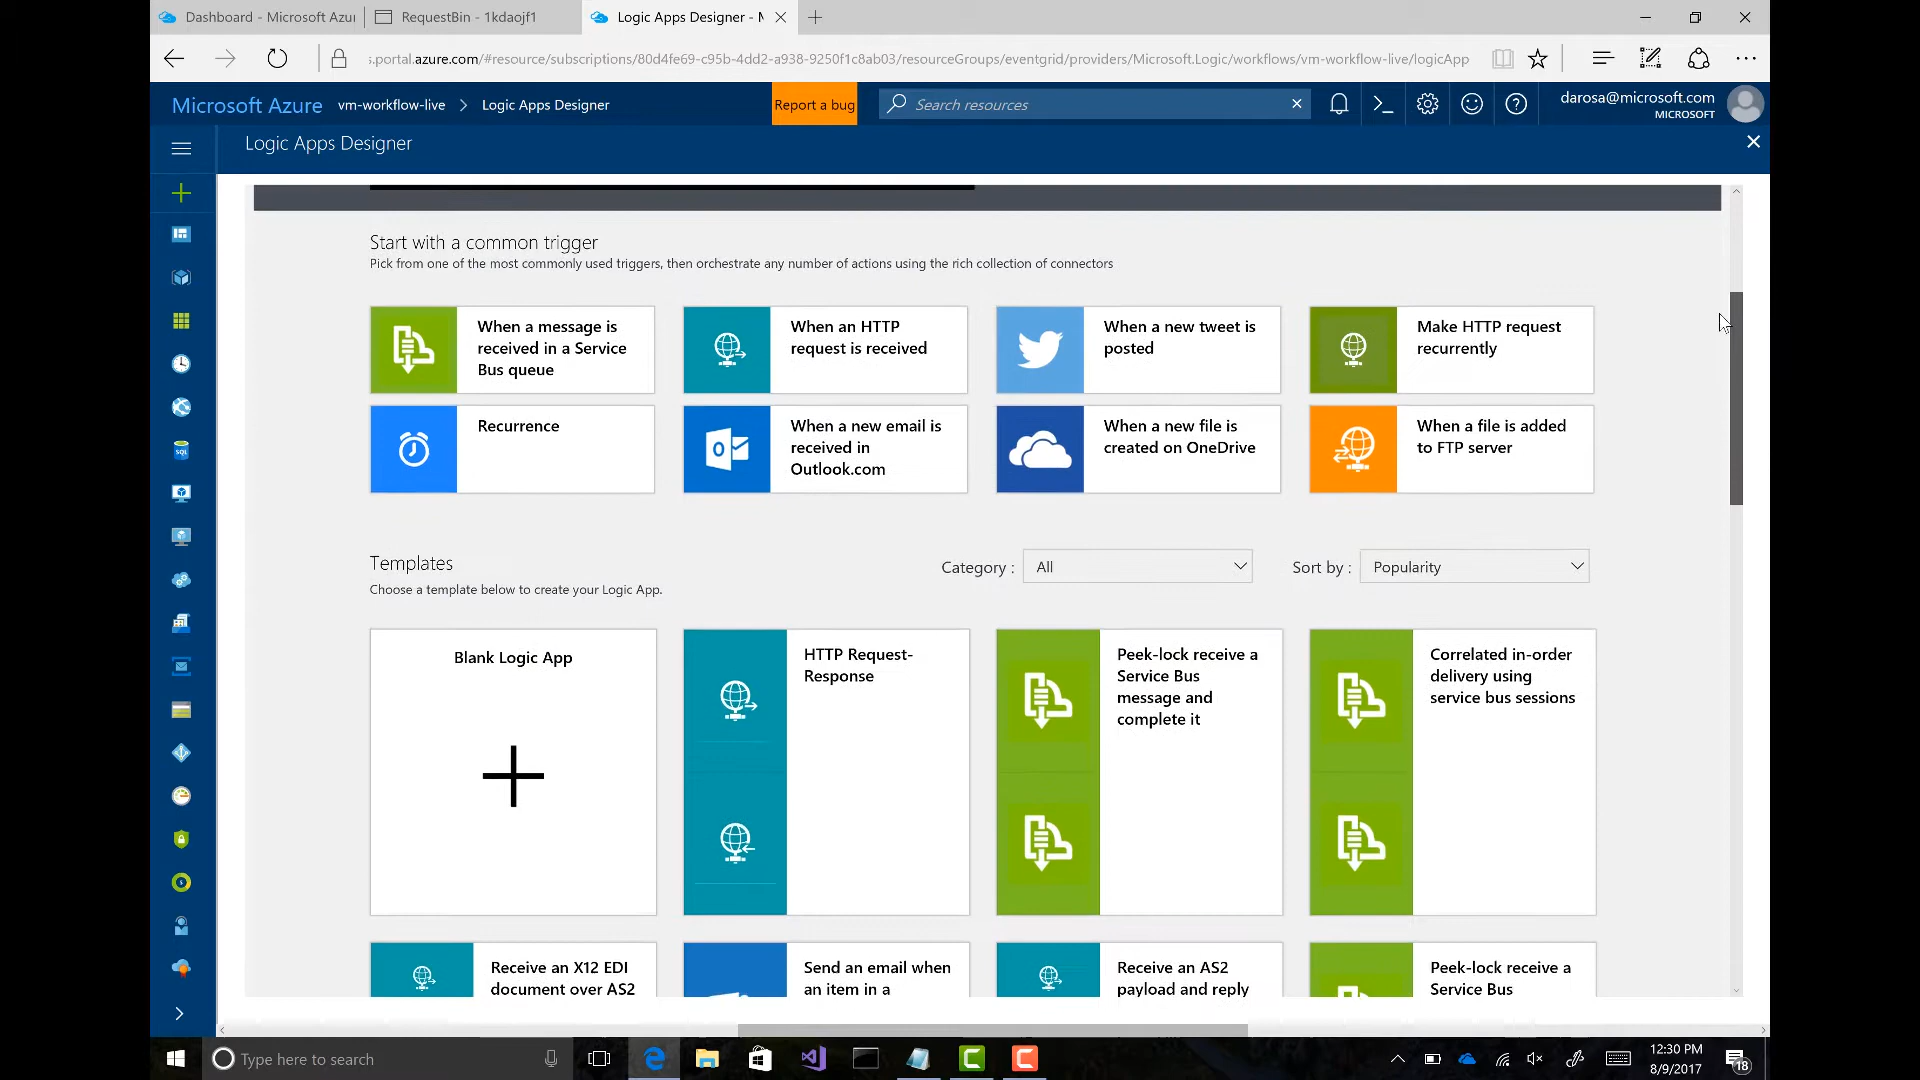 Dashboard - Microsoft Azur
RequestBin - 1kdaojf1
Logic Apps Designer - M
s.portal.azure.com/#resource/subscriptions/80d4fe69-c95b-4dd2-a938-9250f1c8ab03/resourceGroups/eventgrid/providers/Microsoft.Logic/workflows/vm-workflow-live/logicApp
Microsoft Azure vm-workflow-live > Logic Apps Designer
Report a bug
Search resources
darosa@microsoft.com
MICROSOFT
Logic Apps Designer
Start with a common trigger
Pick from one of the most commonly used triggers, then orchestrate any number of actions using the rich collection of connectors
When a message is
received in a Service
Bus queue
When an HTTP
request is received
When a new tweet is
posted
Make HTTP request
recurrently
Recurrence
When a new email is
received in
Outlook.com
When a new file is
created on OneDrive
When a file is added
to FTP server
Templates
Category : All
Sort by : Popularity
Choose a template below to create your Logic App.
Blank Logic App
HTTP Request-
Response
Peek-lock receive a
Service Bus
message and
complete it
Correlated in-order
delivery using
service bus sessions
Receive an X12 EDI
document over AS2
Send an email when
an item in a
Receive an AS2
payload and reply
Peek-lock receive a
Service Bus
Type here to search
12:30 PM
8/9/2017
18